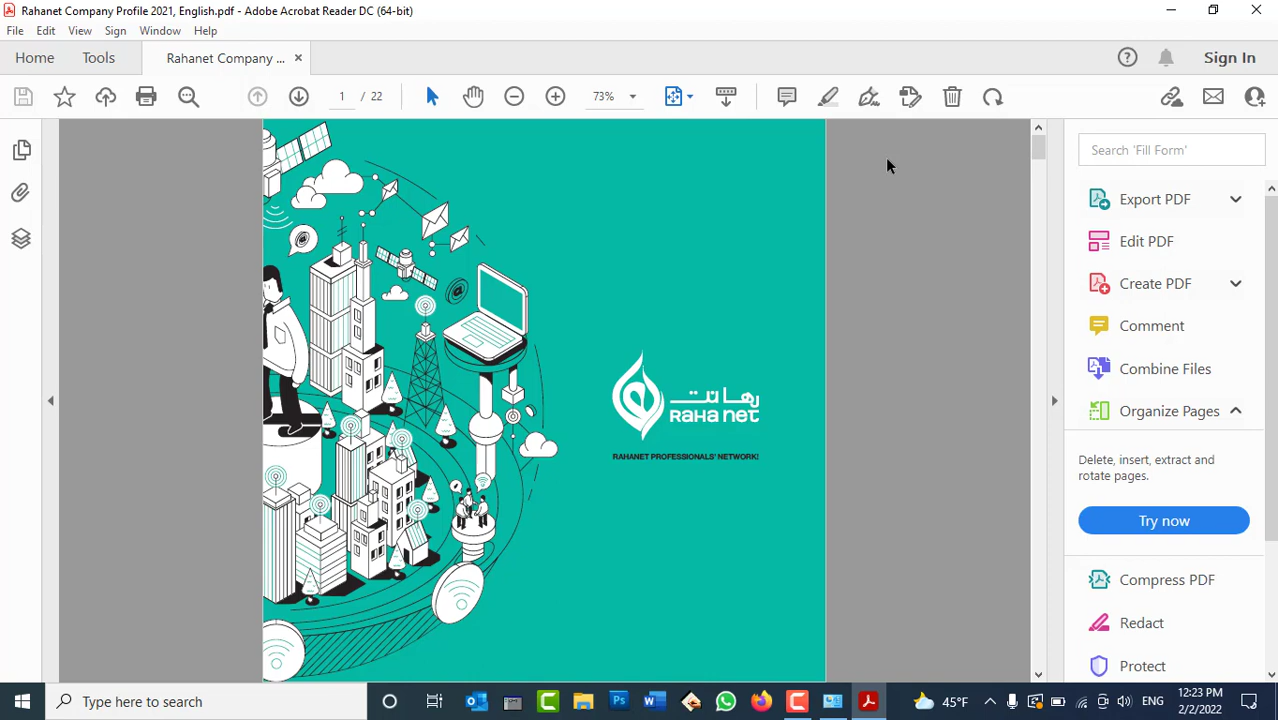 Rahanet Company Profile 2021, English.pdf - Adobe Acrobat Reader DC (64-bit)
File Edit View Sign Window Help
Home Tools Rahanet Company ... Sign In
1 / 22 73%
Search 'Fill Form'
Export PDF
Edit PDF
Create PDF
Comment
Combine Files
Organize Pages
Delete, insert, extract and
rotate pages.
Try now
Compress PDF
Redact
Protect
رها نت
RAHA net
RAHANET PROFESSIONALS' NETWORK!
Type here to search
45°F
ENG
12:23 PM
2/2/2022